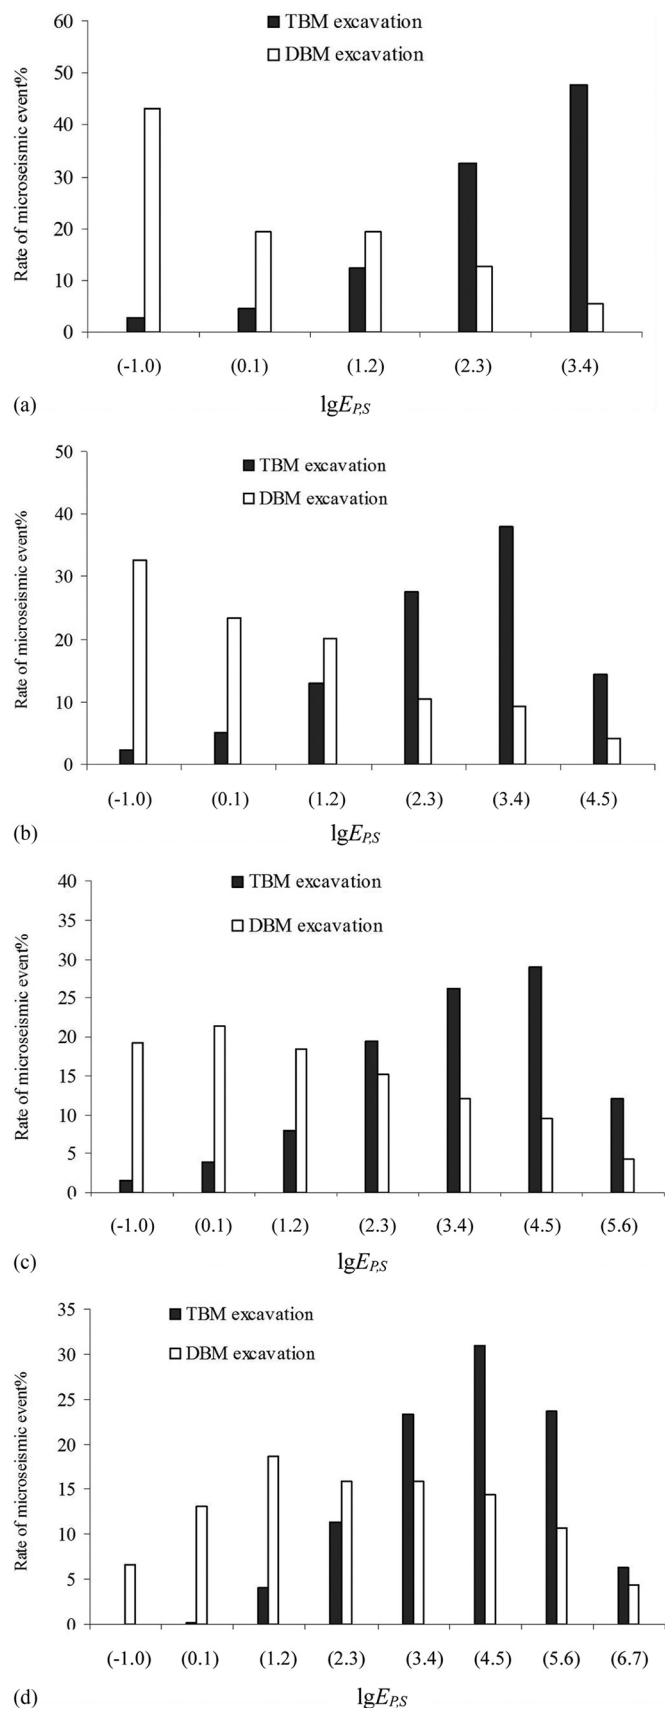 TBM excavation
DBM excavation
Rate of microseismic event%
60
50
40
30
20
10
0
(-1.0) (0.1) (1.2) (2.3) (3.4)
lgE_{P,S}
(a)
TBM excavation
DBM excavation
Rate of microseismic event%
50
40
30
20
10
0
(-1.0) (0.1) (1.2) (2.3) (3.4) (4.5)
lgE_{P,S}
(b)
TBM excavation
DBM excavation
Rate of microseismic event%
40
35
30
25
20
15
10
5
0
(-1.0) (0.1) (1.2) (2.3) (3.4) (4.5) (5.6)
lgE_{P,S}
(c)
TBM excavation
DBM excavation
Rate of microseismic event%
35
30
25
20
15
10
5
0
(-1.0) (0.1) (1.2) (2.3) (3.4) (4.5) (5.6) (6.7)
lgE_{P,S}
(d)